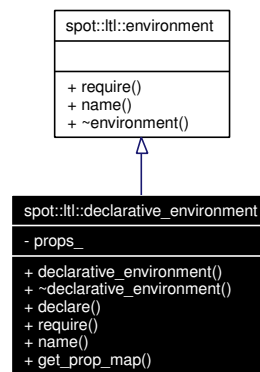 spot::ltl::environment
+ require()
+ name()
+ ~environment()
spot::ltl::declarative_environment
- props_
+ declarative_environment()
+ ~declarative_environment()
+ declare()
+ require()
+ name()
+ get_prop_map()